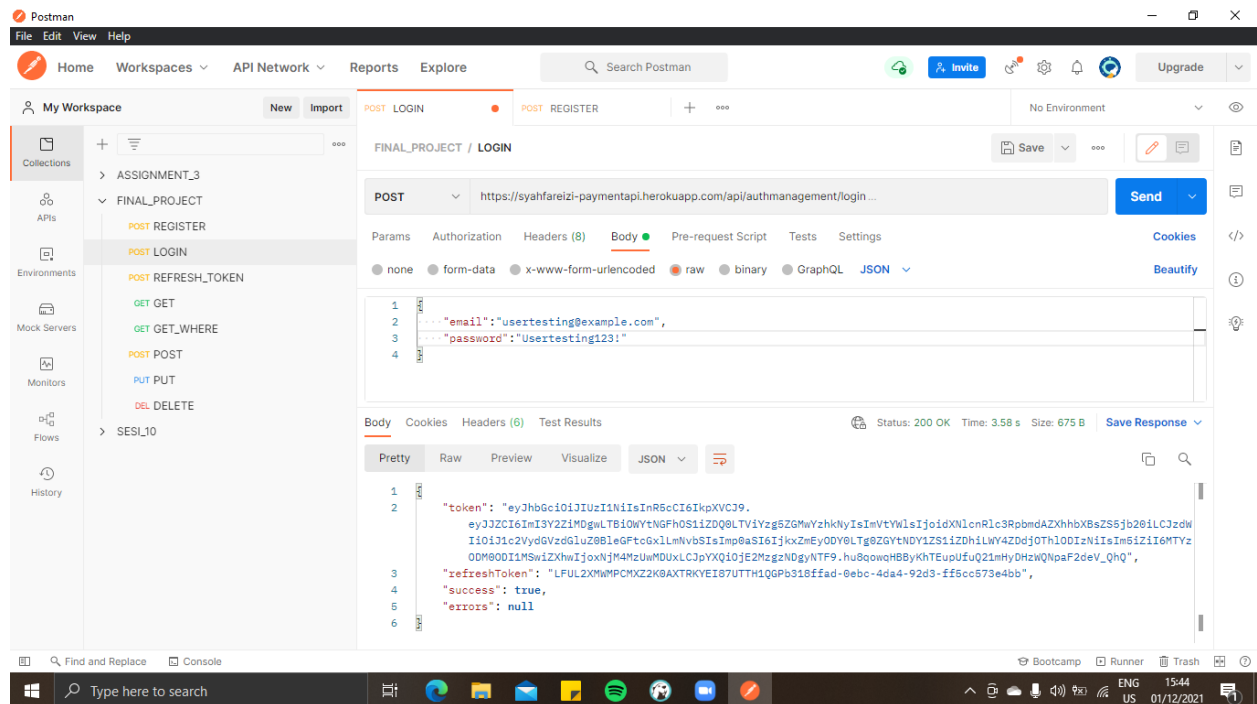 Postman
File Edit View Help
Home Workspaces API Network Reports Explore Search Postman Invite Upgrade
My Workspace New Import POST LOGIN POST REGISTER No Environment
Collections
APIs
Environments
Mock Servers
Monitors
Flows
History
ASSIGNMENT_3
FINAL_PROJECT
POST REGISTER
POST LOGIN
POST REFRESH_TOKEN
GET GET
GET GET_WHERE
POST POST
PUT PUT
DEL DELETE
SESI_10
FINAL_PROJECT / LOGIN Save
POST https://syahfareizi-paymentapi.herokuapp.com/api/authmanagement/login... Send
Params Authorization Headers (8) Body Pre-request Script Tests Settings Cookies
none form-data x-www-form-urlencoded raw binary GraphQL JSON Beautify
1 {
2 "email":"usertesting@example.com",
3 "password":"Usertesting123!"
4 }
Body Cookies Headers (6) Test Results Status: 200 OK Time: 3.58 s Size: 675 B Save Response
Pretty Raw Preview Visualize JSON
1 {
2 "token": "eyJhbGciOiJIUzI1NiIsInR5cCI6IkpXVCJ9.
3 "refreshToken": "LFUL2XMWMPCMXZ2K0AXTRKYEI87UTTH1QGPb318ffad-0ebc-4da4-92d3-ff5cc573e4bb",
4 "success": true,
5 "errors": null
6 }
Find and Replace Console Bootcamp Runner Trash
Type here to search ENG 15:44
US 01/12/2021